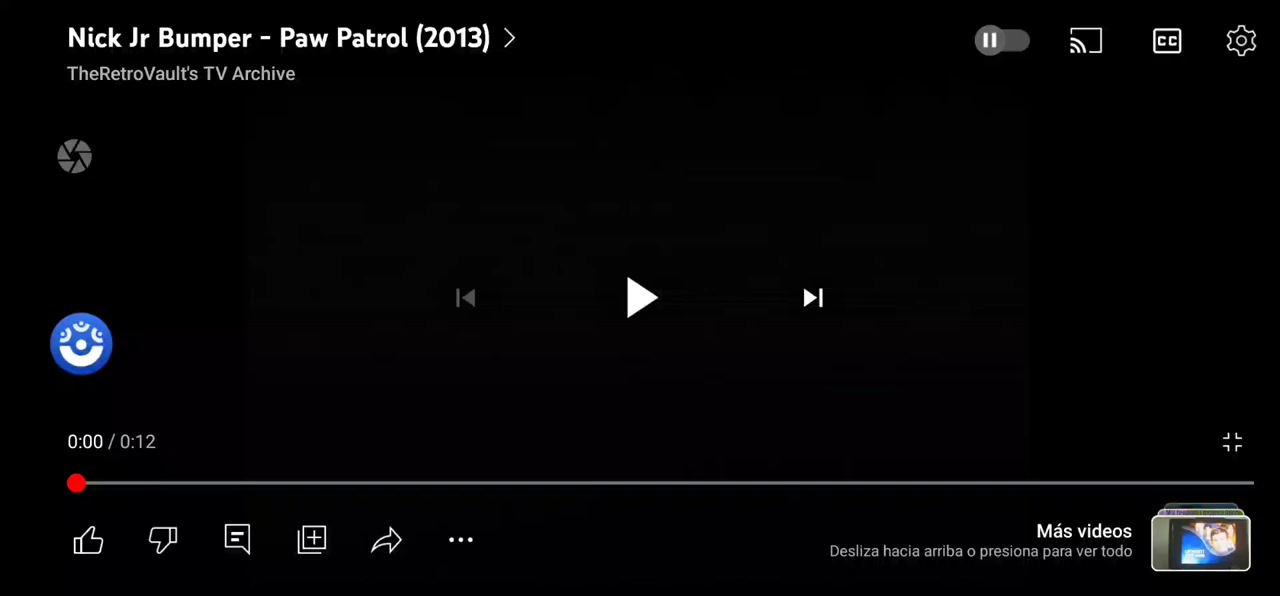 Nick Jr Bumper - Paw Patrol (2013)
TheRetroVault's TV Archive
CC
0:00 / 0:12
Más videos
Desliza hacia arriba o presiona para ver todo